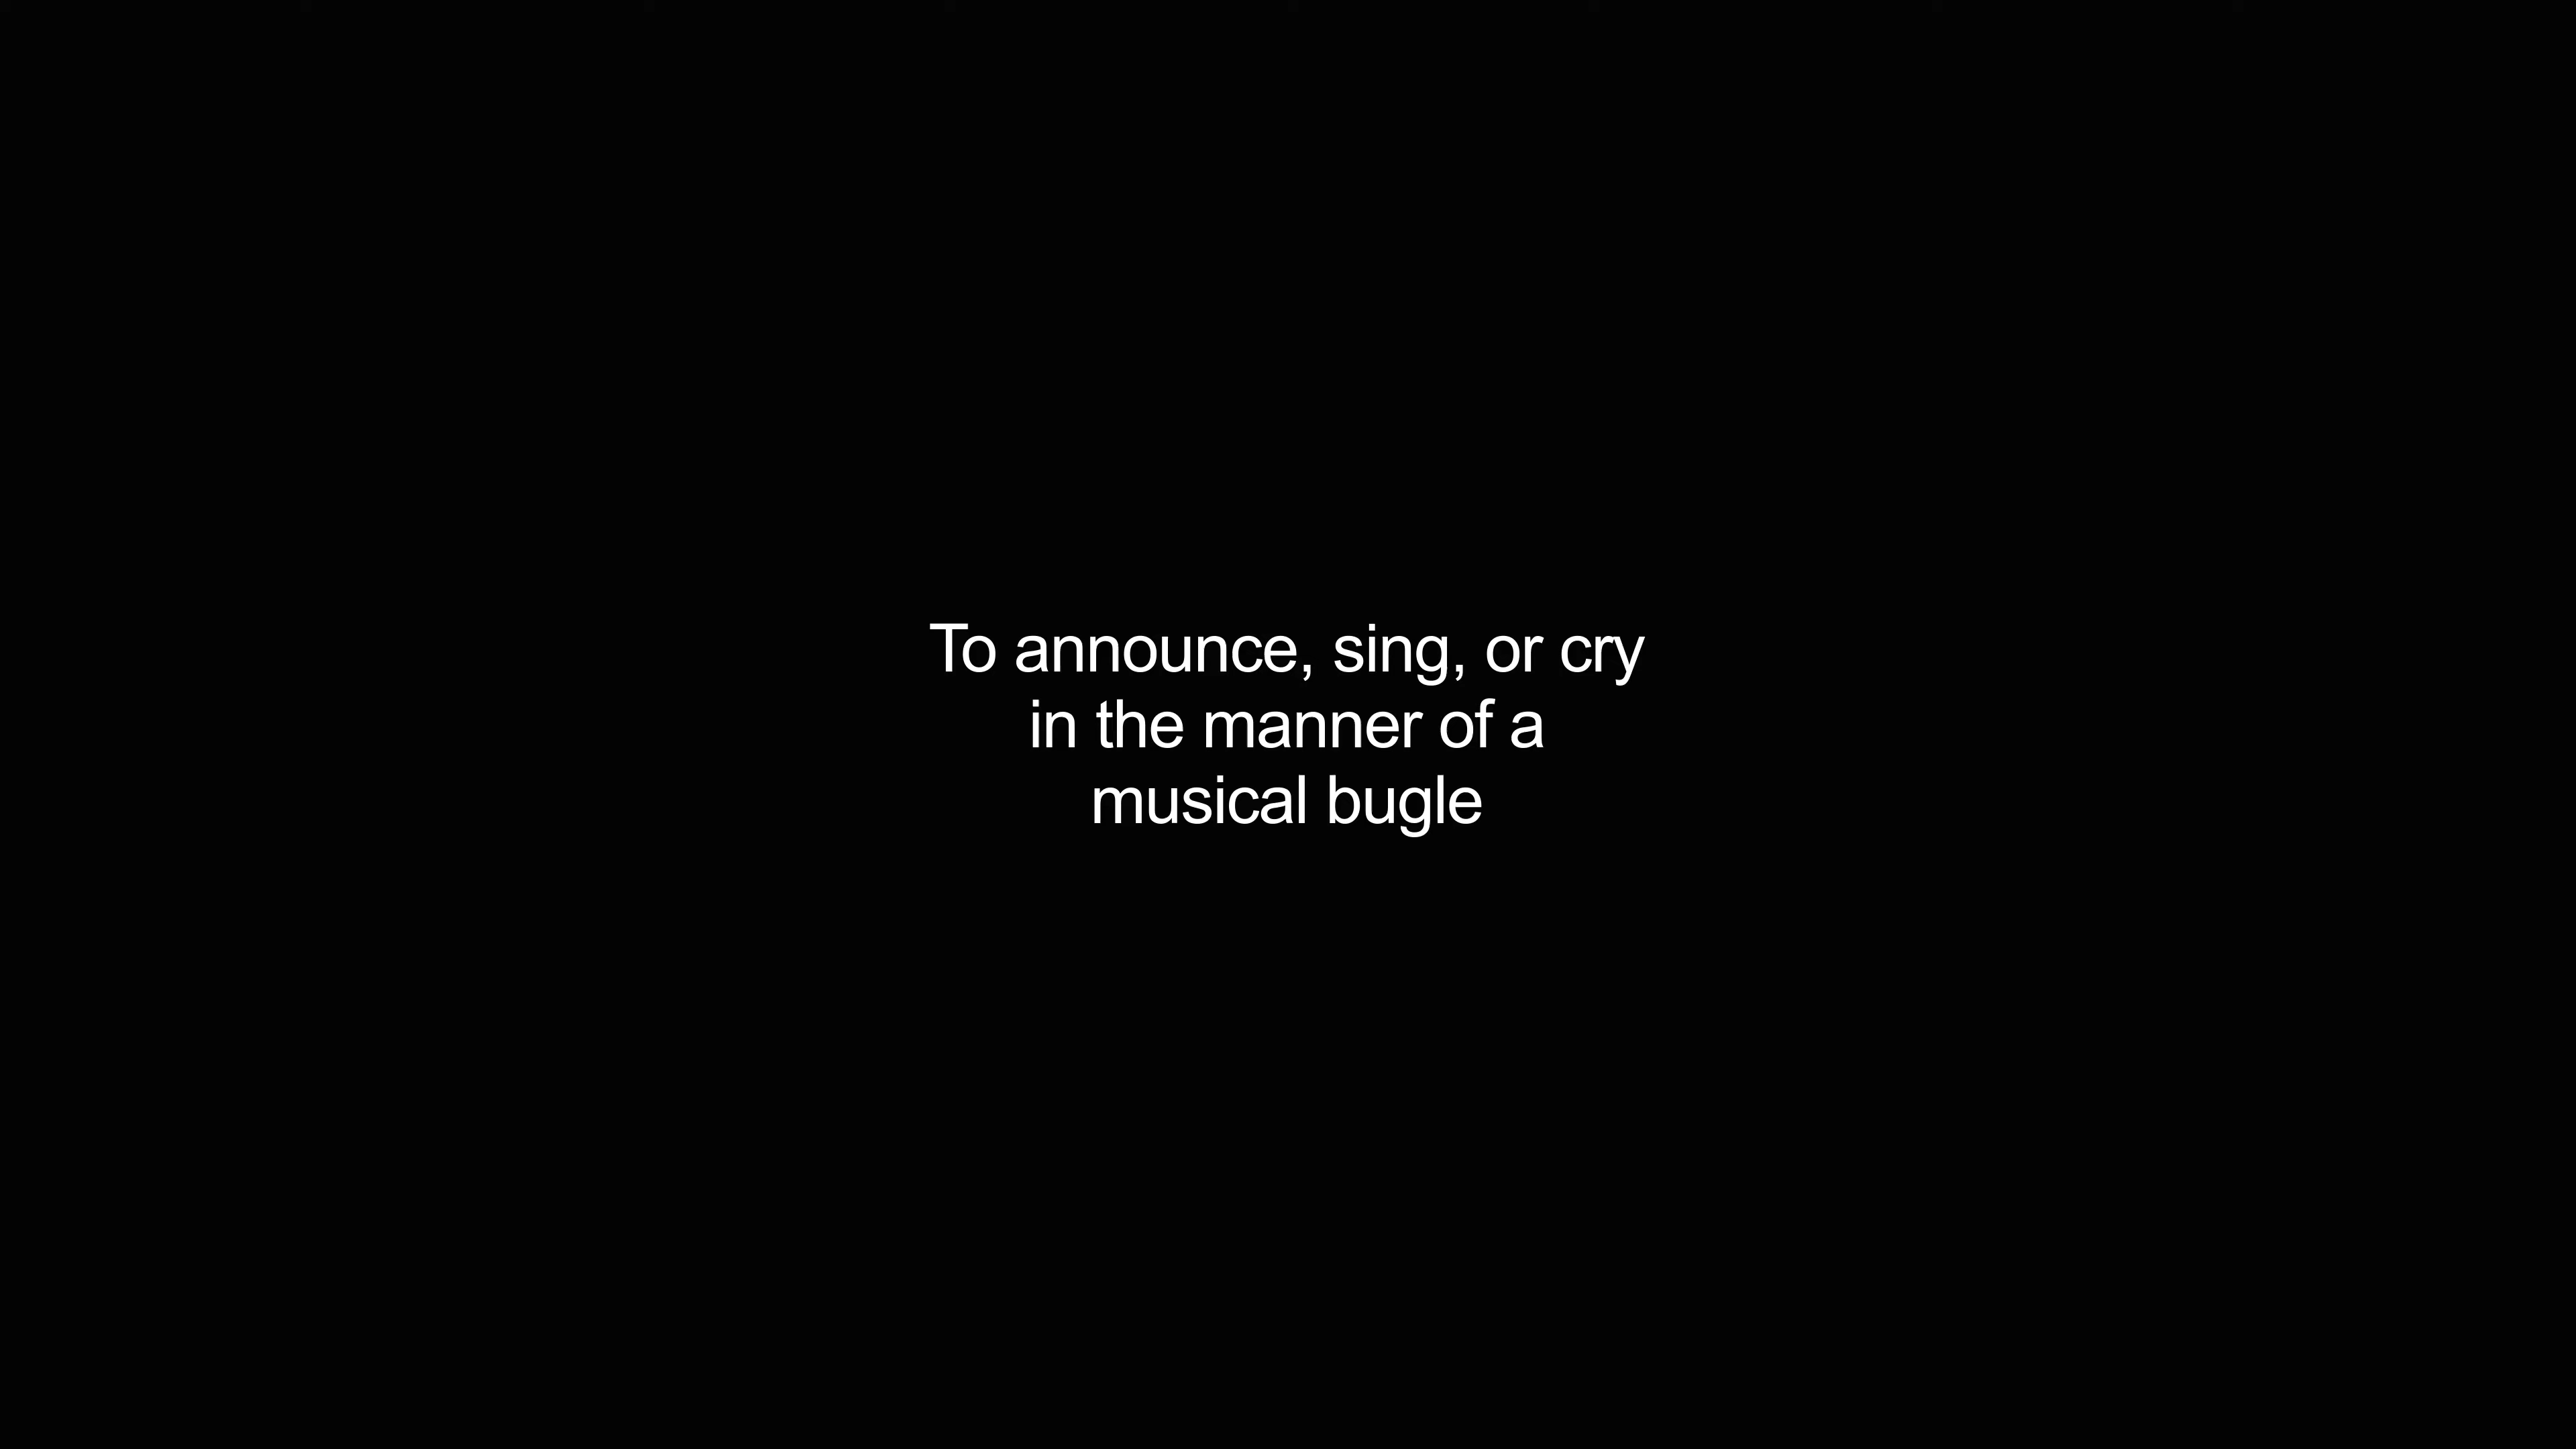 To announce, sing, or cry
in the manner of a
musical bugle